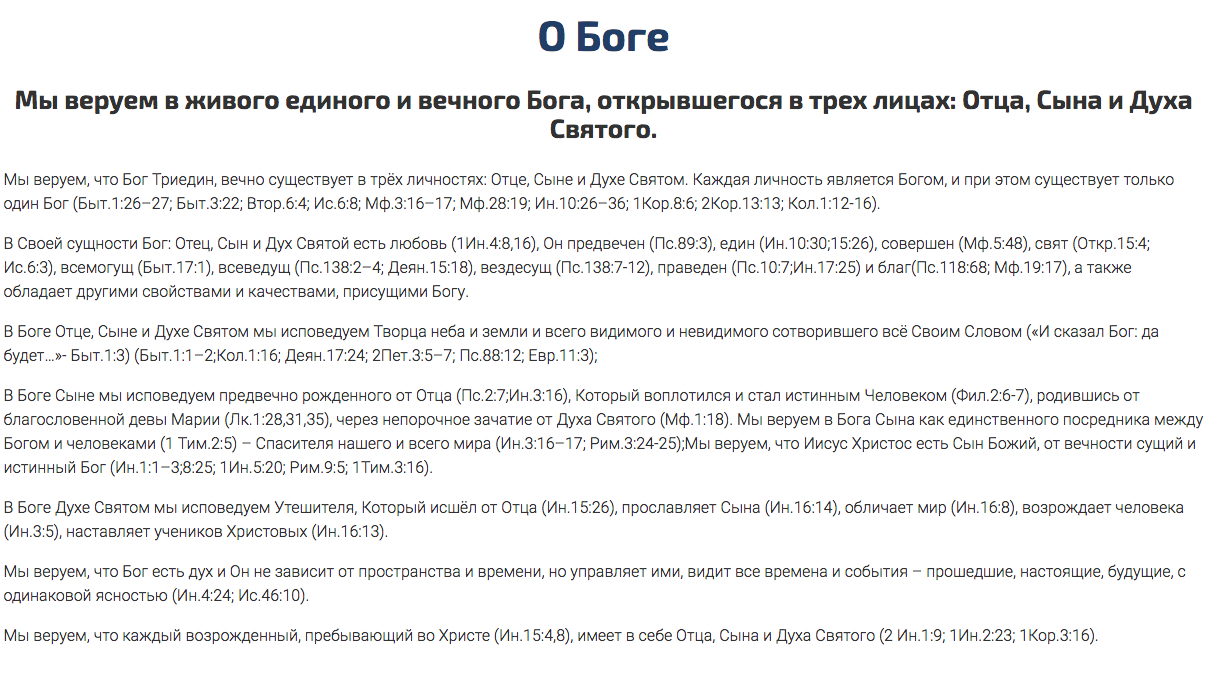 О Боге
Мы веруем в живого единого и вечного Бога, открывшегося в трех лицах: Отца, Сына и Духа
Святого.
Мы веруем, что Бог Триедин, вечно существует в трёх личностях: Отце, Сыне и Духе Святом. Каждая личность является Богом, и при этом существует только
один Бог (Быт.1:26–27; Быт.3:22; Втор.6:4; Ис.6:8; Мф.3:16–17; Мф.28:19; Ин.10:26–36; 1Кор.8:6; 2Кор.13:13; Кол.1:12-16).
В Своей сущности Бог: Отец, Сын и Дух Святой есть любовь (1Ин.4:8,16), Он предвечен (Пс.89:3), един (Ин.10:30;15:26), совершен (Мф.5:48), свят (Откр.15:4;
Ис.6:3), всемогущ (Быт.17:1), всеведущ (Пс.138:2–4; Деян.15:18), вездесущ (Пс.138:7-12), праведен (Пс.10:7;Ин.17:25) и благ(Пс.118:68; Мф.19:17), а также
обладает другими свойствами и качествами, присущими Богу.
В Боге Отце, Сыне и Духе Святом мы исповедуем Творца неба и земли и всего видимого и невидимого сотворившего всё Своим Словом («И сказал Бог: да
будет…»- Быт.1:3) (Быт.1:1–2;Кол.1:16; Деян.17:24; 2Пет.3:5–7; Пс.88:12; Евр.11:3);
В Боге Сыне мы исповедуем предвечно рожденного от Отца (Пс.2:7;Ин.3:16), Который воплотился и стал истинным Человеком (Фил.2:6-7), родившись от
благословенной девы Марии (Лк.1:28,31,35), через непорочное зачатие от Духа Святого (Мф.1:18). Мы веруем в Бога Сына как единственного посредника между
Богом и человеками (1 Тим.2:5) – Спасителя нашего и всего мира (Ин.3:16–17; Рим.3:24-25);Мы веруем, что Иисус Христос есть Сын Божий, от вечности сущий и
истинный Бог (Ин.1:1–3;8:25; 1Ин.5:20; Рим.9:5; 1Тим.3:16).
В Боге Духе Святом мы исповедуем Утешителя, Который исшёл от Отца (Ин.15:26), прославляет Сына (Ин.16:14), обличает мир (Ин.16:8), возрождает человека
(Ин.3:5), наставляет учеников Христовых (Ин.16:13).
Мы веруем, что Бог есть дух и Он не зависит от пространства и времени, но управляет ими, видит все времена и события – прошедшие, настоящие, будущие, с
одинаковой ясностью (Ин.4:24; Ис.46:10).
Мы веруем, что каждый возрожденный, пребывающий во Христе (Ин.15:4,8), имеет в себе Отца, Сына и Духа Святого (2 Ин.1:9; 1Ин.2:23; 1Кор.3:16).